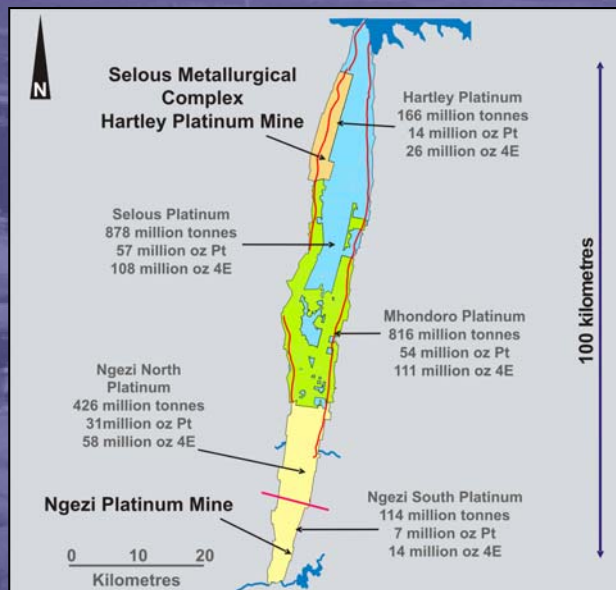 N
Selous Metallurgical
Complex
Hartley Platinum Mine
Hartley Platinum
166 million tonnes
14 million oz Pt
26 million oz 4E
Selous Platinum
878 million tonnes
57 million oz Pt
108 million oz 4E
Mhondoro Platinum
816 million tonnes
54 million oz Pt
111 million oz 4E
Ngezi North
Platinum
426 million tonnes
31million oz Pt
58 million oz 4E
Ngezi Platinum Mine
Ngezi South Platinum
114 million tonnes
7 million oz Pt
14 million oz 4E
0 10 20
Kilometres
100 kilometres